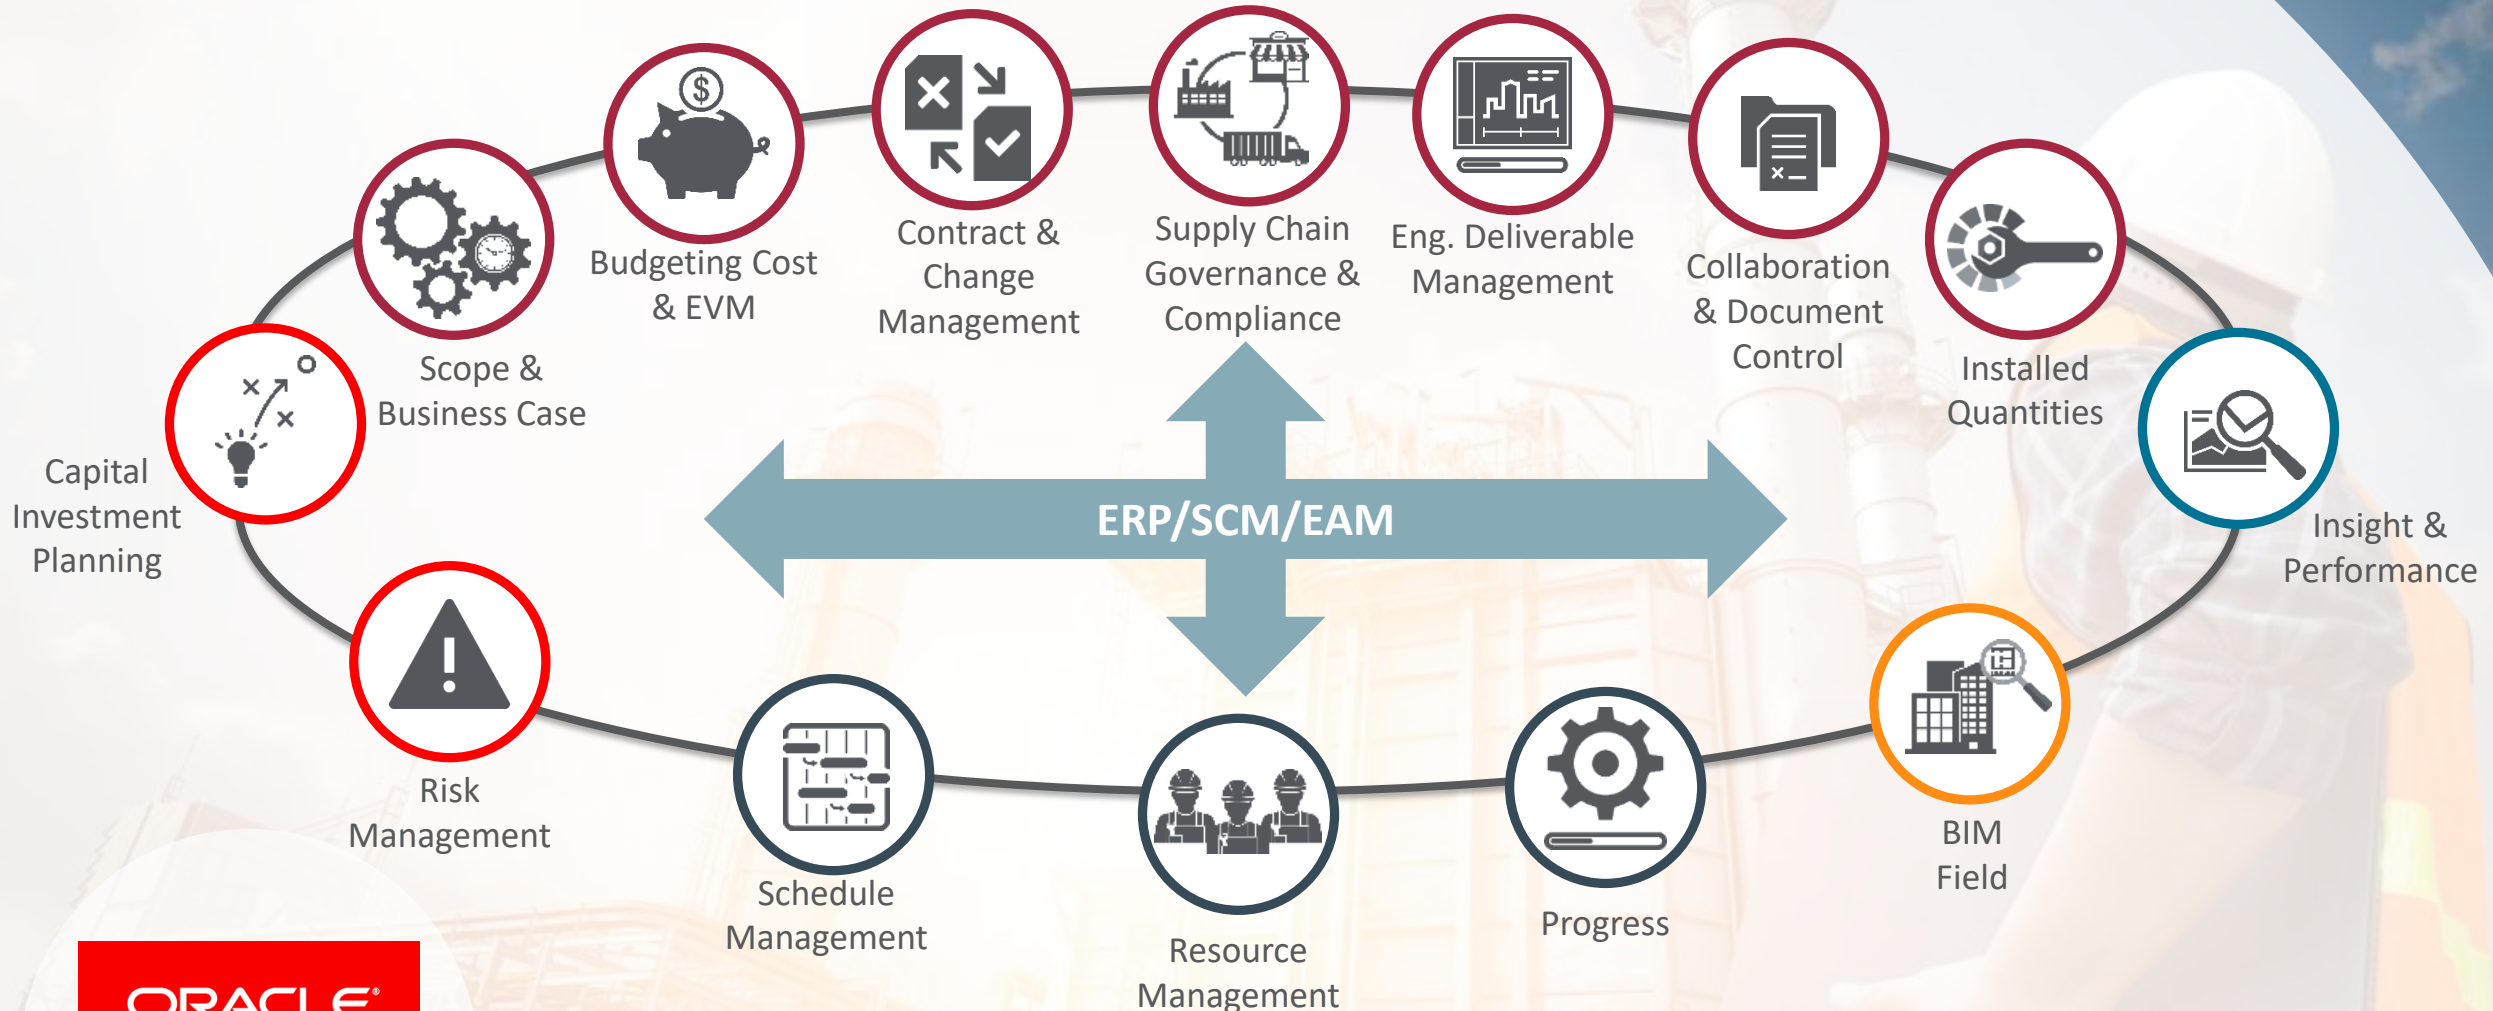 Capital
Investment
Planning
Scope &
Business Case
Budgeting Cost
& EVM
Contract &
Change
Management
Supply Chain
Governance &
Compliance
Eng. Deliverable
Management
Collaboration
& Document
Control
Installed
Quantities
Insight &
Performance
ERP/SCM/EAM
Risk
Management
Schedule
Management
Resource
Management
Progress
BIM
Field
ORACLE®